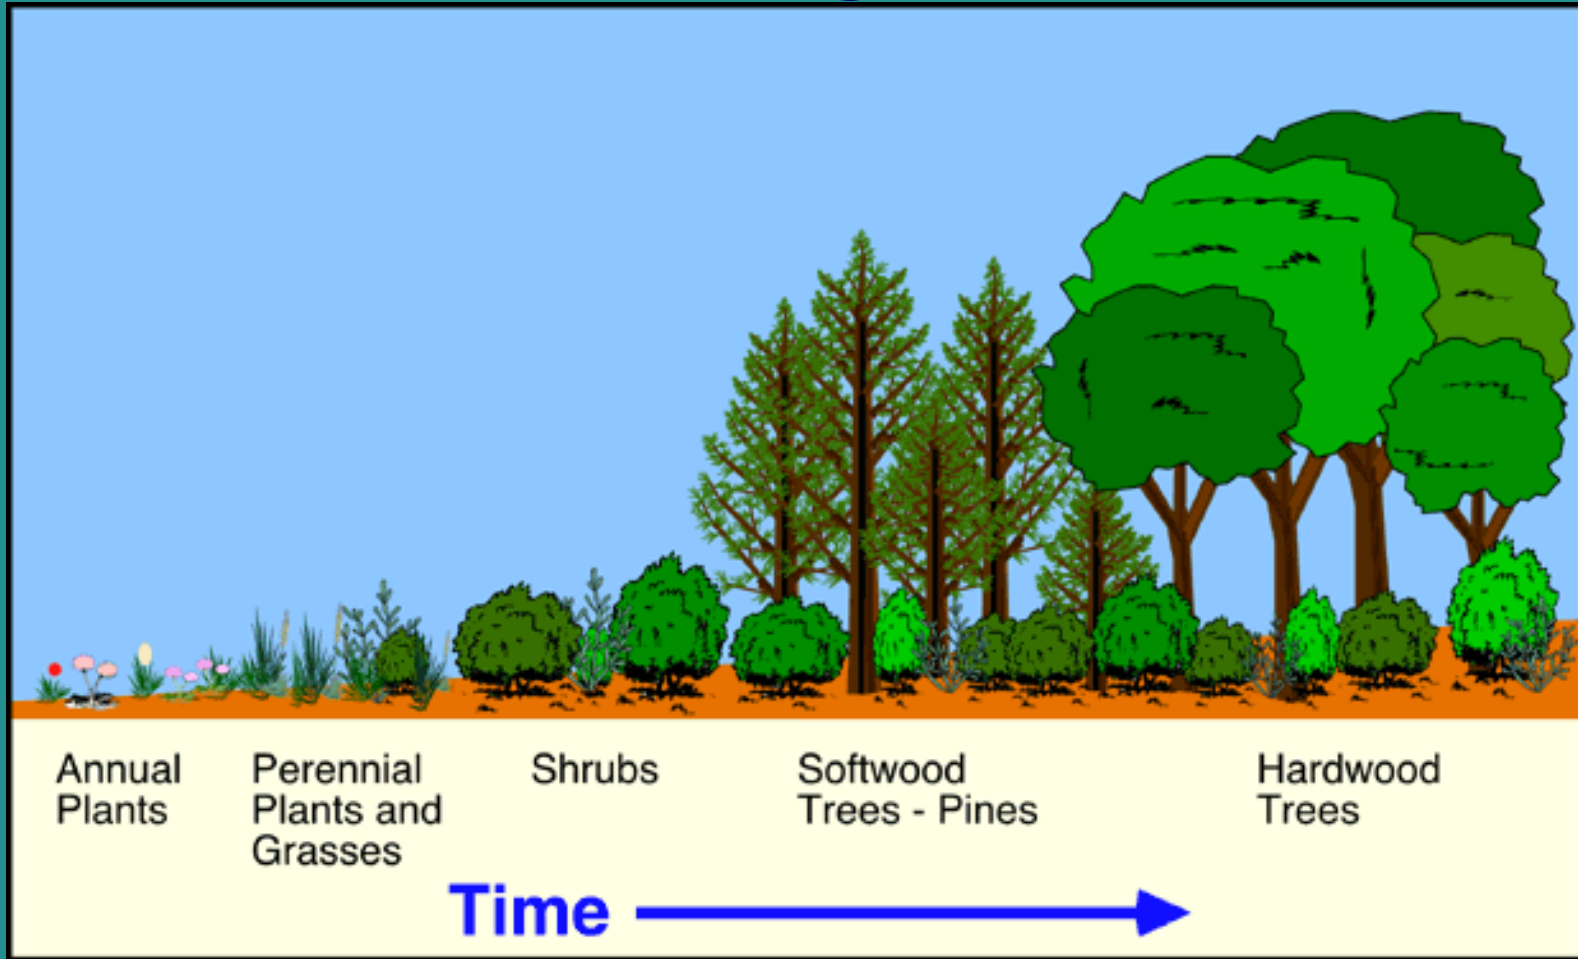 Annual
Plants
Perennial
Plants and
Grasses
Shrubs
Softwood
Trees - Pines
Hardwood
Trees
Time